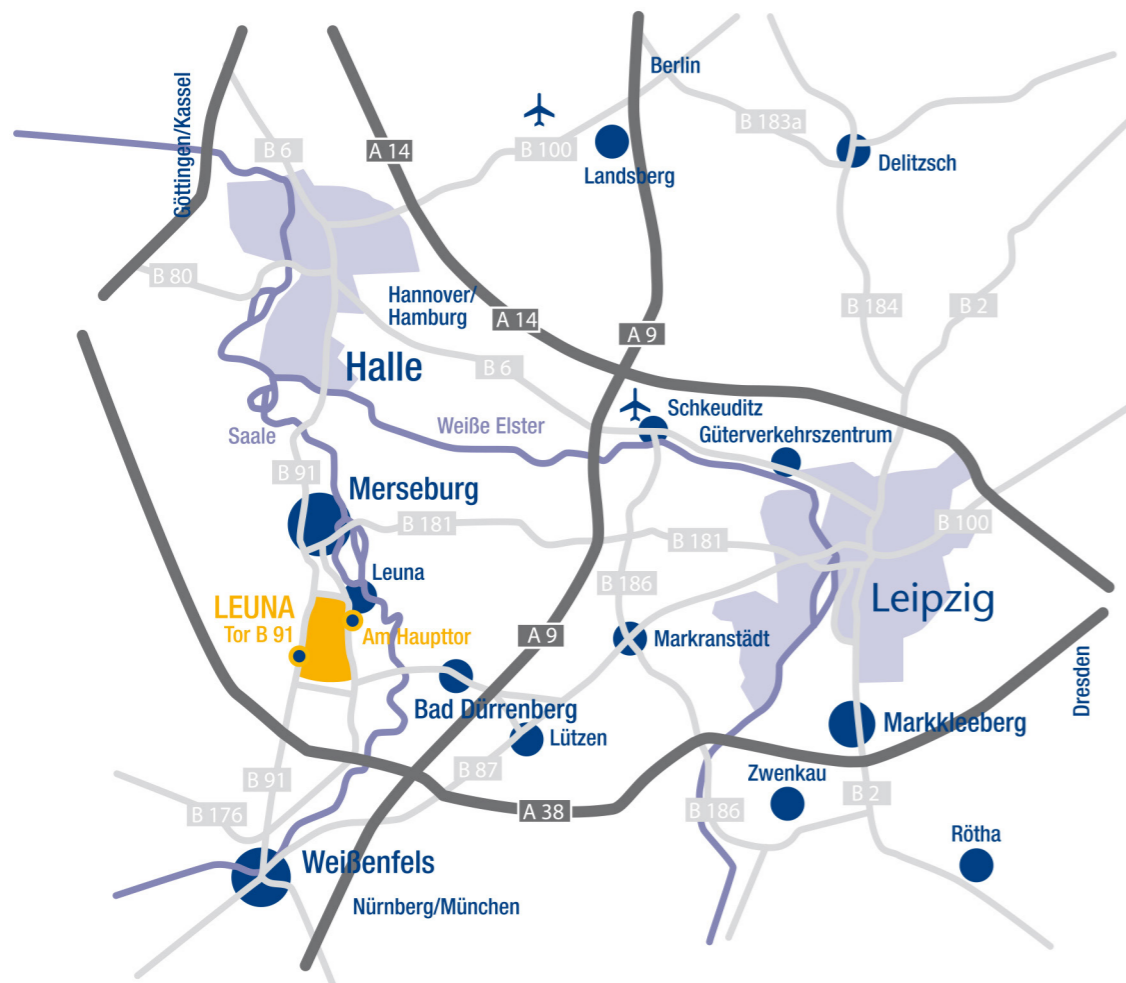 Berlin
Göttingen/Kassel
B 183a
B 6
A 14
B 100
Delitzsch
Landsberg
B 80
Hannover/
Hamburg
B 184
B 2
A 14
A 9
Halle
B 6
Schkeuditz
Saale
Weiße Elster
Güterverkehrszentrum
B 91
Merseburg
B 181
B 100
B 181
Leuna
B 186
Leipzig
LEUNA
Tor B 91
Am Haupttor
A 9
Markranstädt
Dresden
Bad Dürrenberg
Markkleeberg
Lützen
B 87
Zwenkau
B 91
B 2
B 176
A 38
B 186
Rötha
Weißenfels
Nürnberg/München